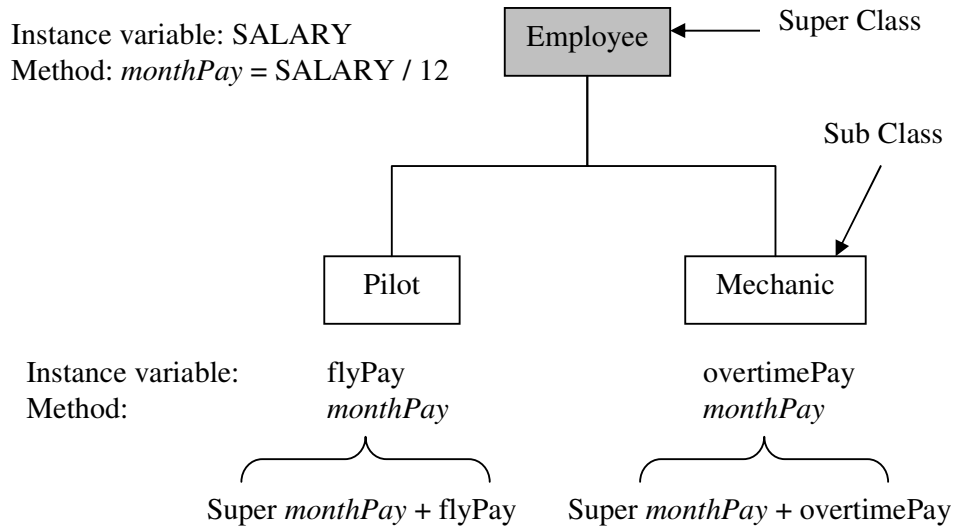 Instance variable: SALARY
Method: monthPay = SALARY / 12
Employee
Super Class
Sub Class
Pilot
Mechanic
Instance variable: flyPay overtimePay
Method: monthPay monthPay
Super monthPay + flyPay
Super monthPay + overtimePay